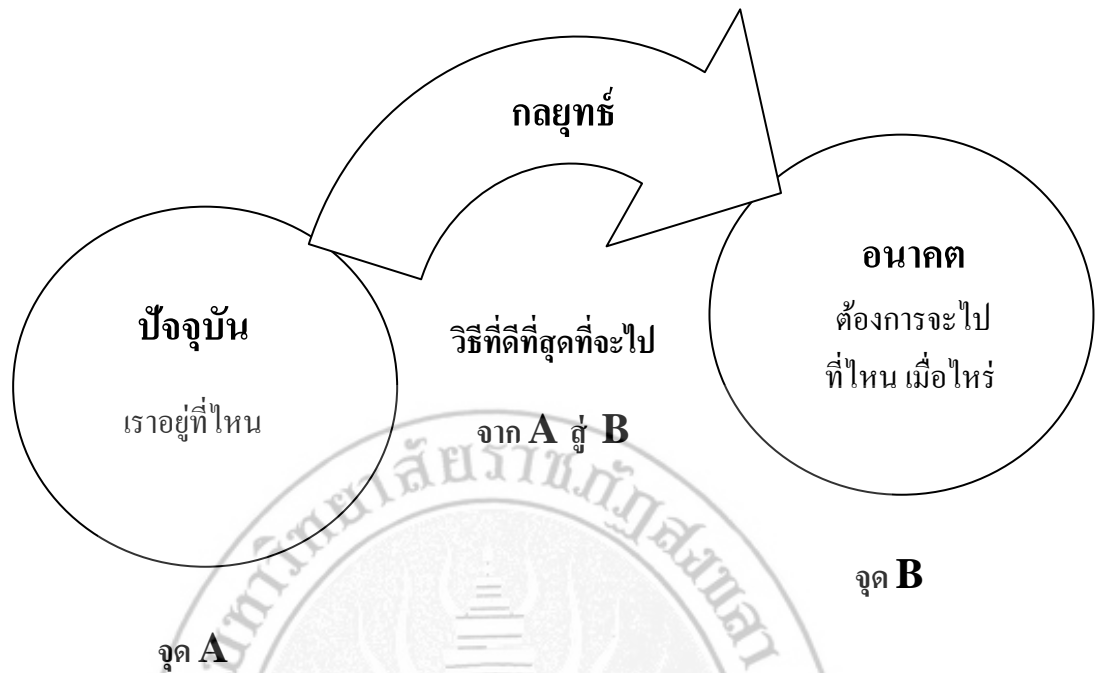 กลยุทธ์
ปัจจุบัน
เราอยู่ที่ไหน
วิธีที่ดีที่สุดที่จะไป
จาก A สู่ B
อนาคต
ต้องการจะไป
ที่ไหน เมื่อไหร่
จุด A
จุด B